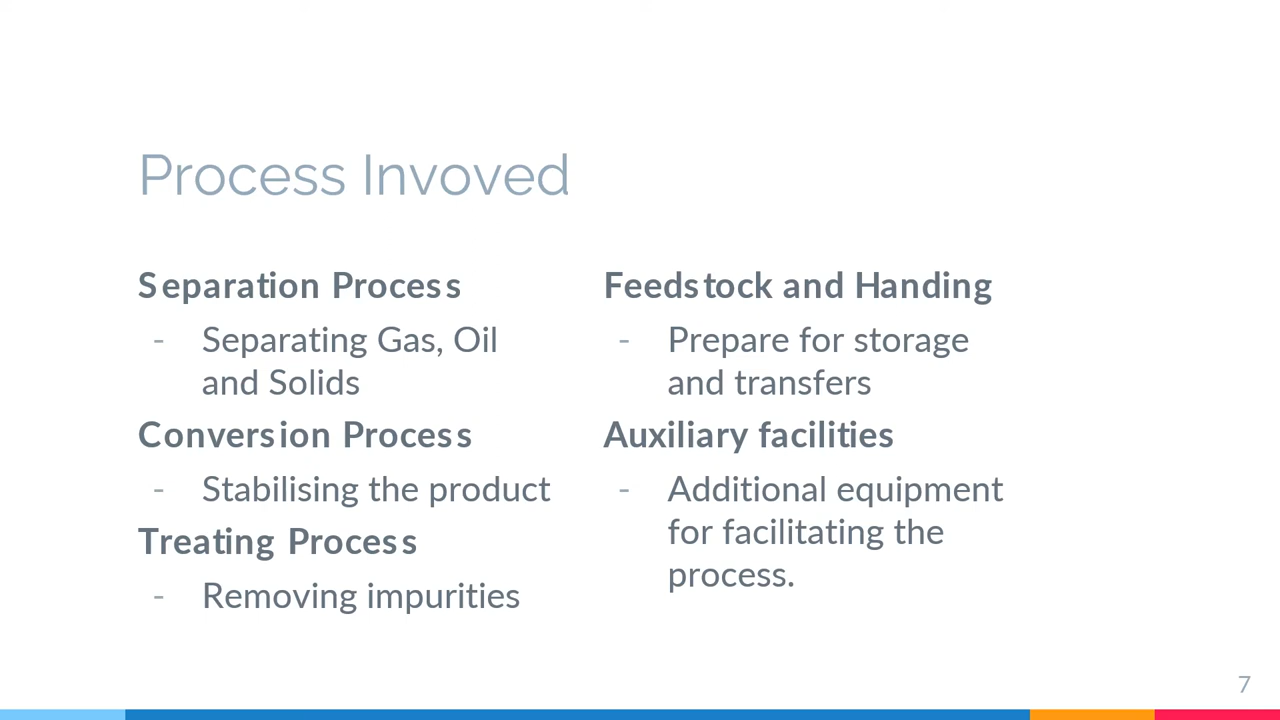 Process Invoved
Separation Process
- Separating Gas, Oil
and Solids
Conversion Process
- Stabilising the product
Treating Process
- Removing impurities
Feedstock and Handing
- Prepare for storage
and transfers
Auxiliary facilities
- Additional equipment
for facilitating the
process.
7